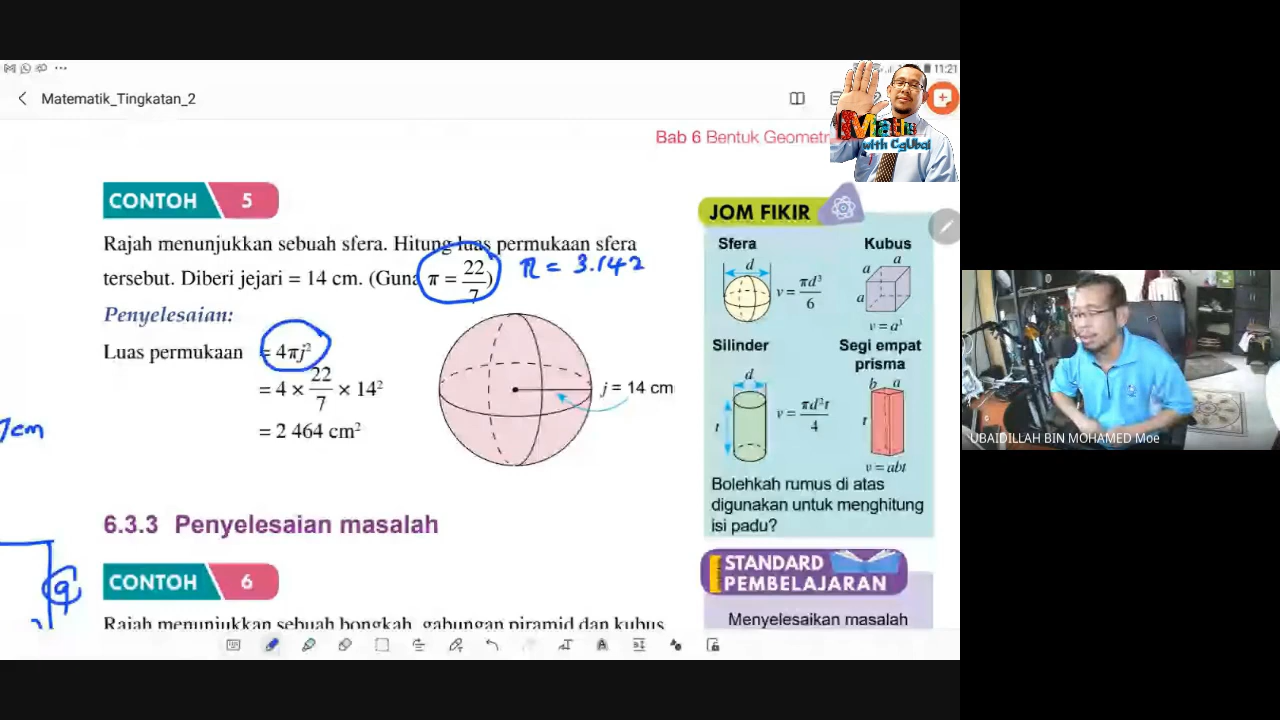 11:21
Matematik_Tingkatan_2
Bab 6 Bentuk Geometri
Maths
with CgUbai
CONTOH 5
Rajah menunjukkan sebuah sfera. Hitung luas permukaan sfera
tersebut. Diberi jejari = 14 cm. (Guna π = 22/7)
π = 3.142
Penyelesaian:
Luas permukaan = 4πj²
= 4 × 22/7 × 14²
= 2 464 cm²
j = 14 cm
7cm
6.3.3 Penyelesaian masalah
CONTOH 6
Rajah menunjukkan sebuah bongkah, gabungan piramid dan kubus
9
JOM FIKIR
Sfera
d
v = πd³/6
Kubus
a
a
a
v = a³
Silinder
d
t
v = πd²t/4
Segi empat
prisma
b a
t
v = abt
Bolehkah rumus di atas
digunakan untuk menghitung
isi padu?
STANDARD
PEMBELAJARAN
Menyelesaikan masalah
UBAIDILLAH BIN MOHAMED Moe